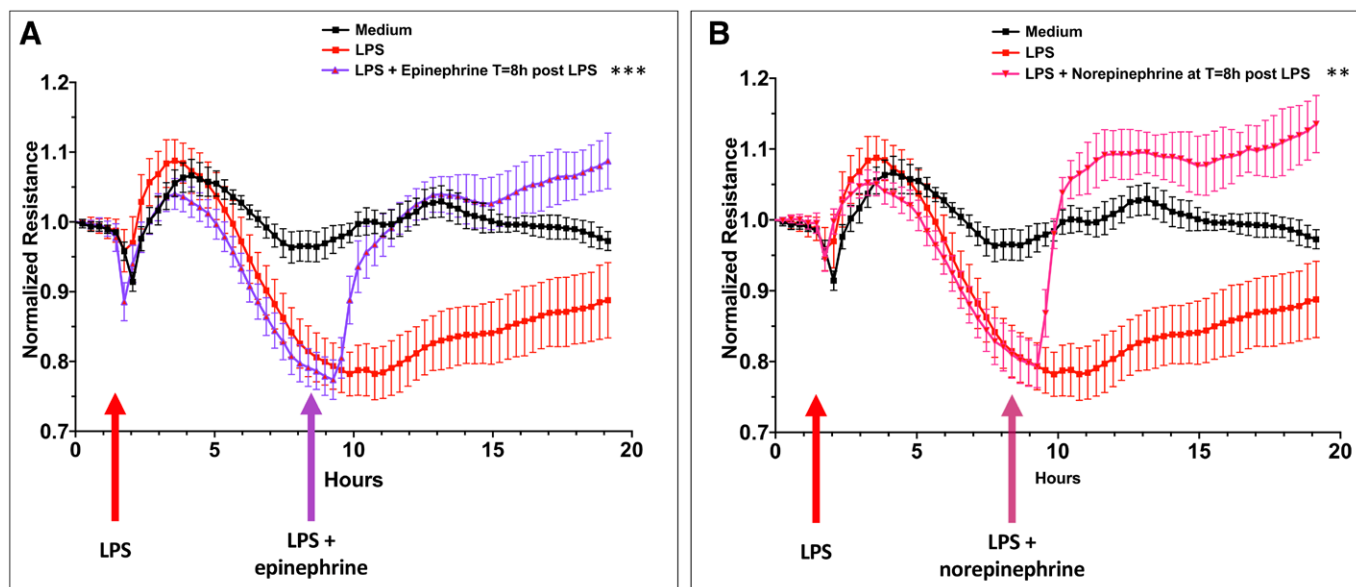 A
Medium
LPS
LPS + Epinephrine T=8h post LPS ***
1.2
1.1
1.0
0.9
0.8
0.7
Normalized Resistance
0 5 10 15 20
Hours
LPS
LPS +
epinephrine
B
Medium
LPS
LPS + Norepinephrine at T=8h post LPS **
1.2
1.1
1.0
0.9
0.8
0.7
Normalized Resistance
0 5 10 15 20
Hours
LPS
LPS +
norepinephrine